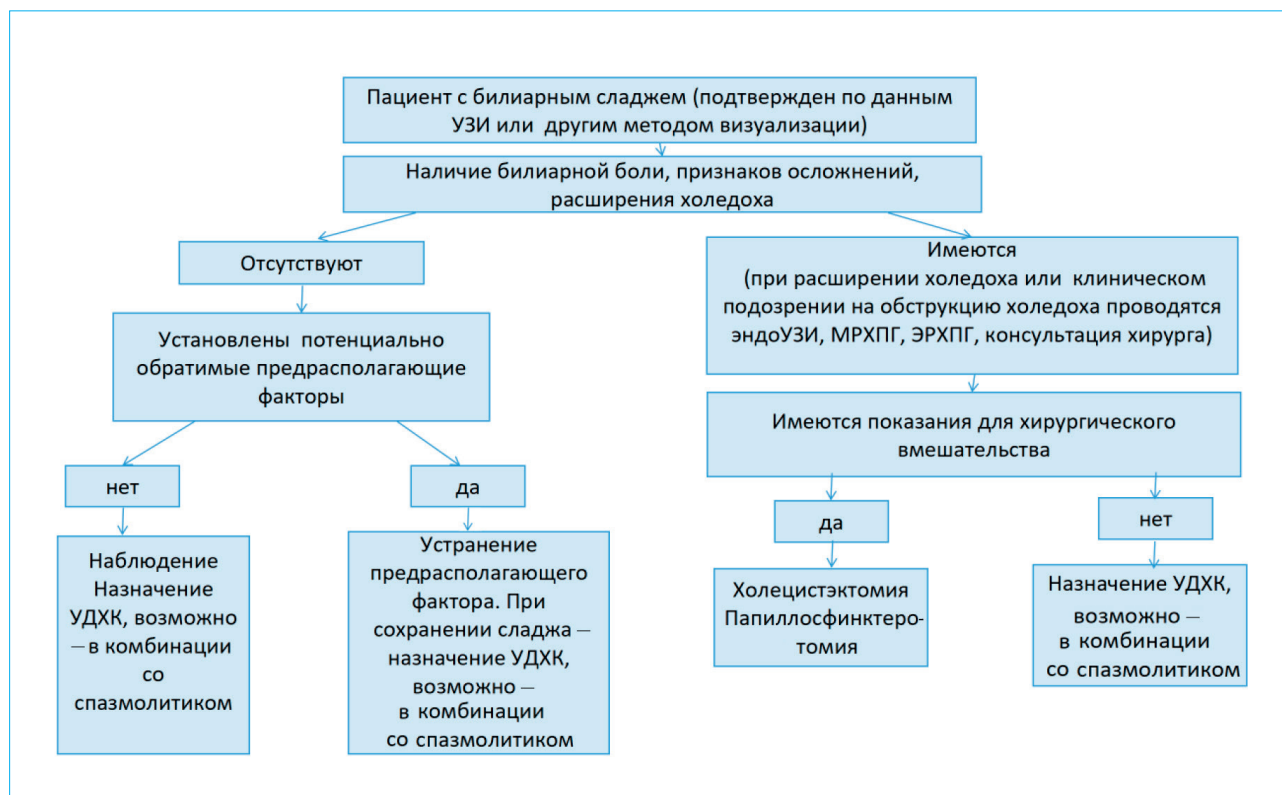 Пациент с билиарным сладжем (подтвержден по данным
УЗИ или другим методом визуализации)
Наличие билиарной боли, признаков осложнений,
расширения холедоха
Отсутствуют
Имеются
(при расширении холедоха или клиническом
подозрении на обструкцию холедоха проводятся
эндоУЗИ, МРХПГ, ЭРХПГ, консультация хирурга)
Установлены потенциально
обратимые предрасполагающие
факторы
Имеются показания для хирургического
вмешательства
нет
да
да
нет
Наблюдение
Назначение
УДХК, возможно
– в комбинации
со
спазмолитиком
Устранение
предрасполагающего
фактора. При
сохранении сладжа –
назначение УДХК,
возможно –
в комбинации
со спазмолитиком
Холецистэктомия
Папиллосфинктеро-
томия
Назначение УДХК,
возможно –
в комбинации
со спазмолитиком